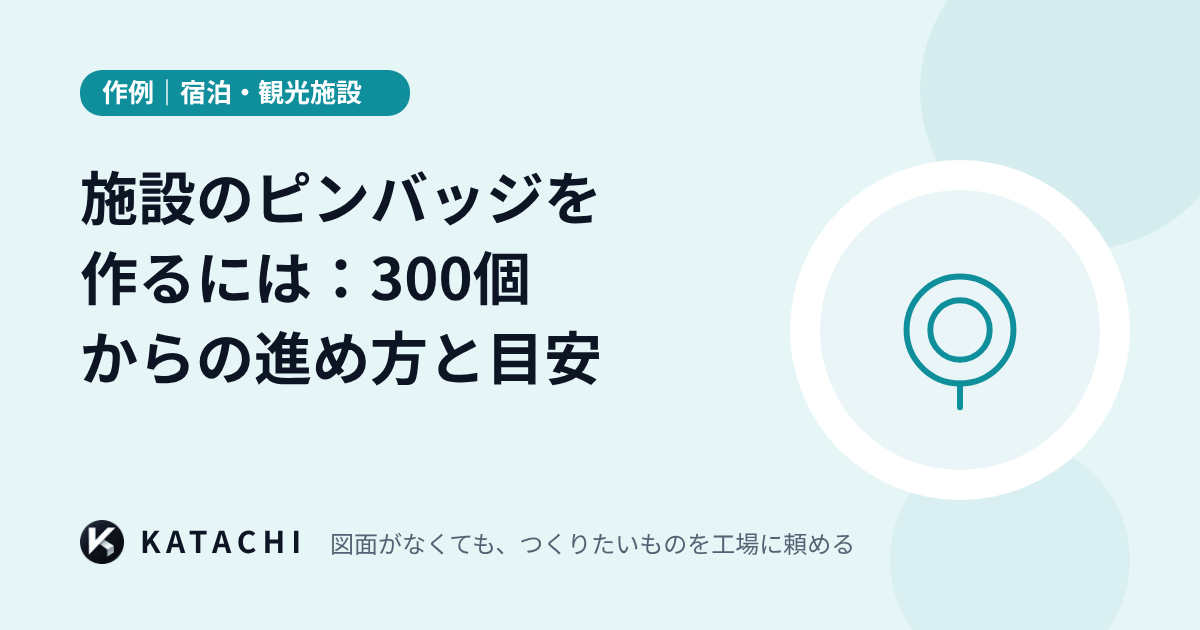 作例｜宿泊・観光施設
施設のピンバッジを
作るには：300個
からの進め方と目安
KATACHI 図面がなくても、つくりたいものを工場に頼める